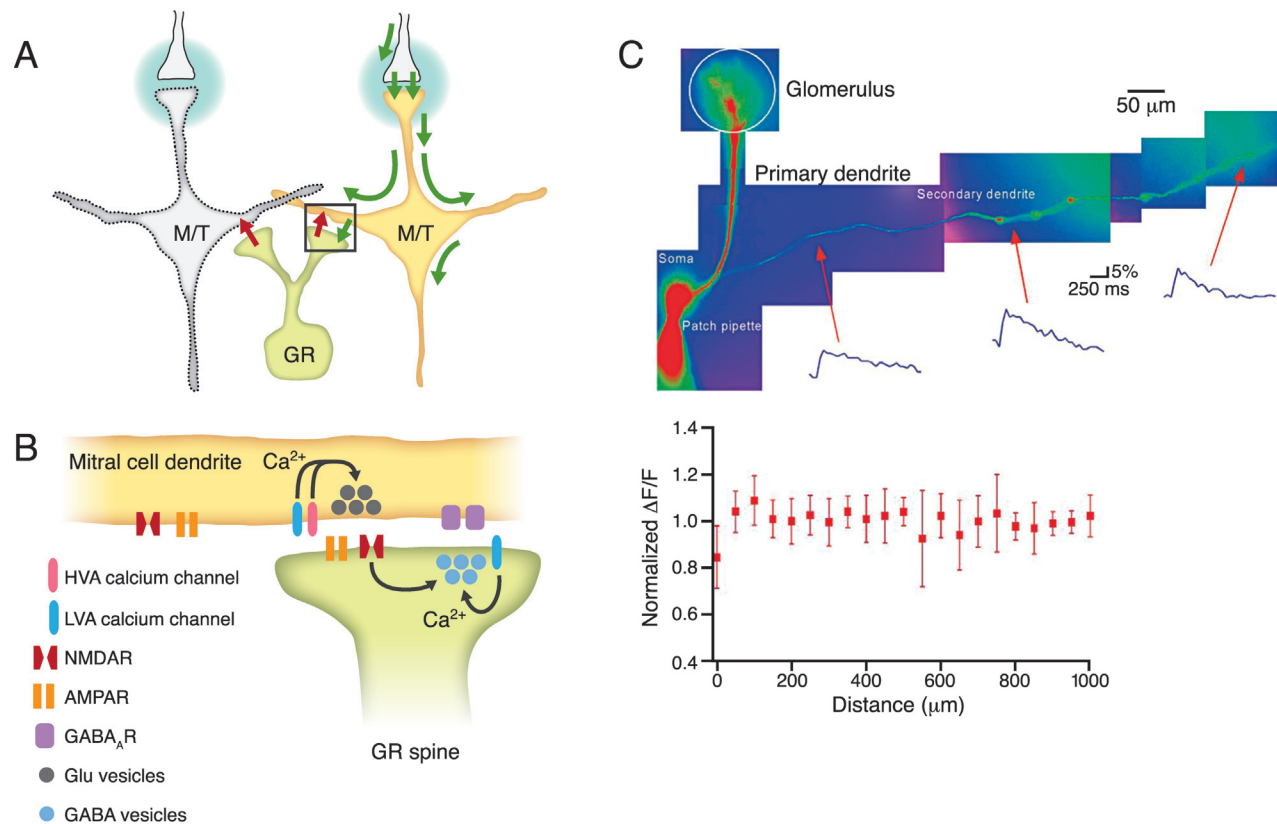 A
M/T
M/T
GR
B
Mitral cell dendrite
Ca²⁺
Ca²⁺
HVA calcium channel
LVA calcium channel
NMDAR
AMPAR
GABA_AR
Glu vesicles
GABA vesicles
GR spine
C
Glomerulus
50 μm
Primary dendrite
Secondary dendrite
Soma
5%
250 ms
Patch pipette
Normalized ΔF/F
1.4
1.2
1.0
0.8
0.6
0.4
0 200 400 600 800 1000
Distance (μm)